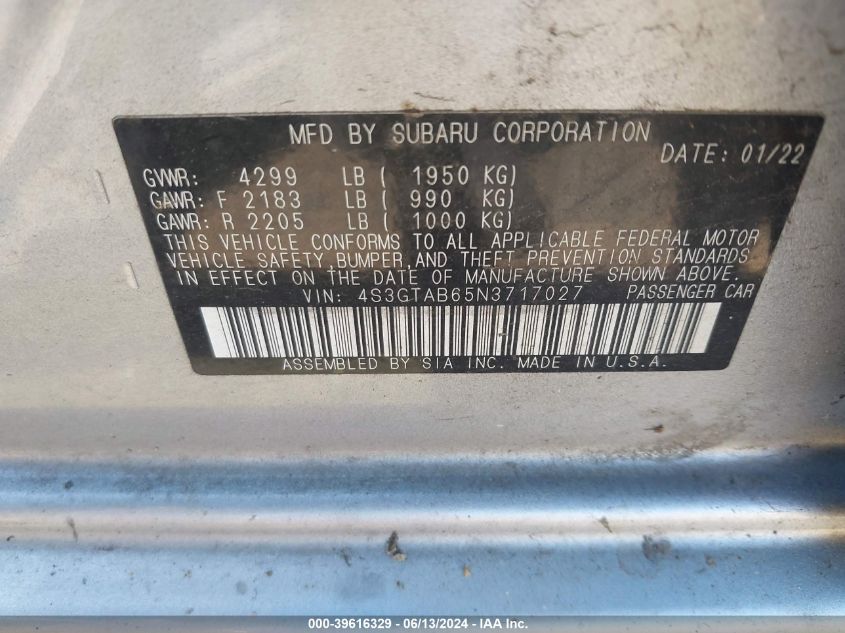 MFD BY SUBARU CORPORATION
DATE: 01/22
GVWR: 4299 LB ( 1950 KG)
GAWR: F 2183 LB ( 990 KG)
GAWR: R 2205 LB ( 1000 KG)
THIS VEHICLE CONFORMS TO ALL APPLICABLE FEDERAL MOTOR
VEHICLE SAFETY, BUMPER, AND THEFT PREVENTION STANDARDS
IN EFFECT ON THE DATE OF MANUFACTURE SHOWN ABOVE.
VIN: 4S3GTAB65N3717027 PASSENGER CAR
ASSEMBLED BY SIA INC. MADE IN U.S.A.
000-39616329 - 06/13/2024 - IAA Inc.